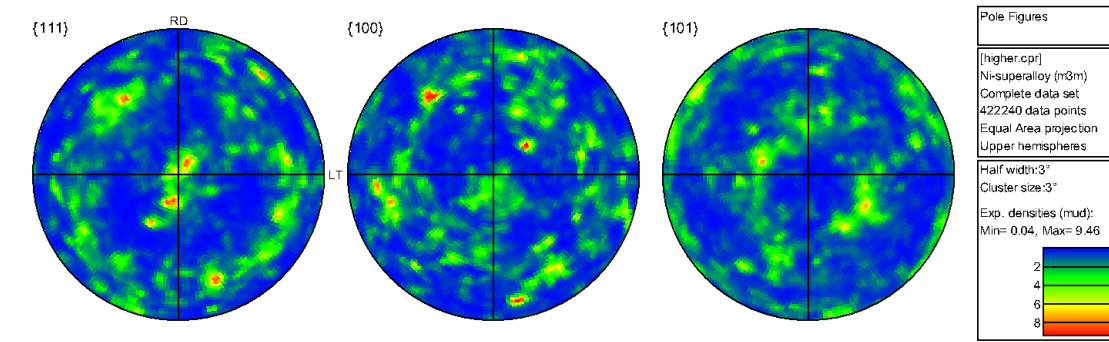 {111}
RD
LT
{100}
{101}
Pole Figures
[higher.cpr]
Ni-superalloy (m3m)
Complete data set
422240 data points
Equal Area projection
Upper hemispheres
Half width:3°
Cluster size:3°
Exp. densities (mud):
Min= 0.04, Max= 9.46
2
4
6
8